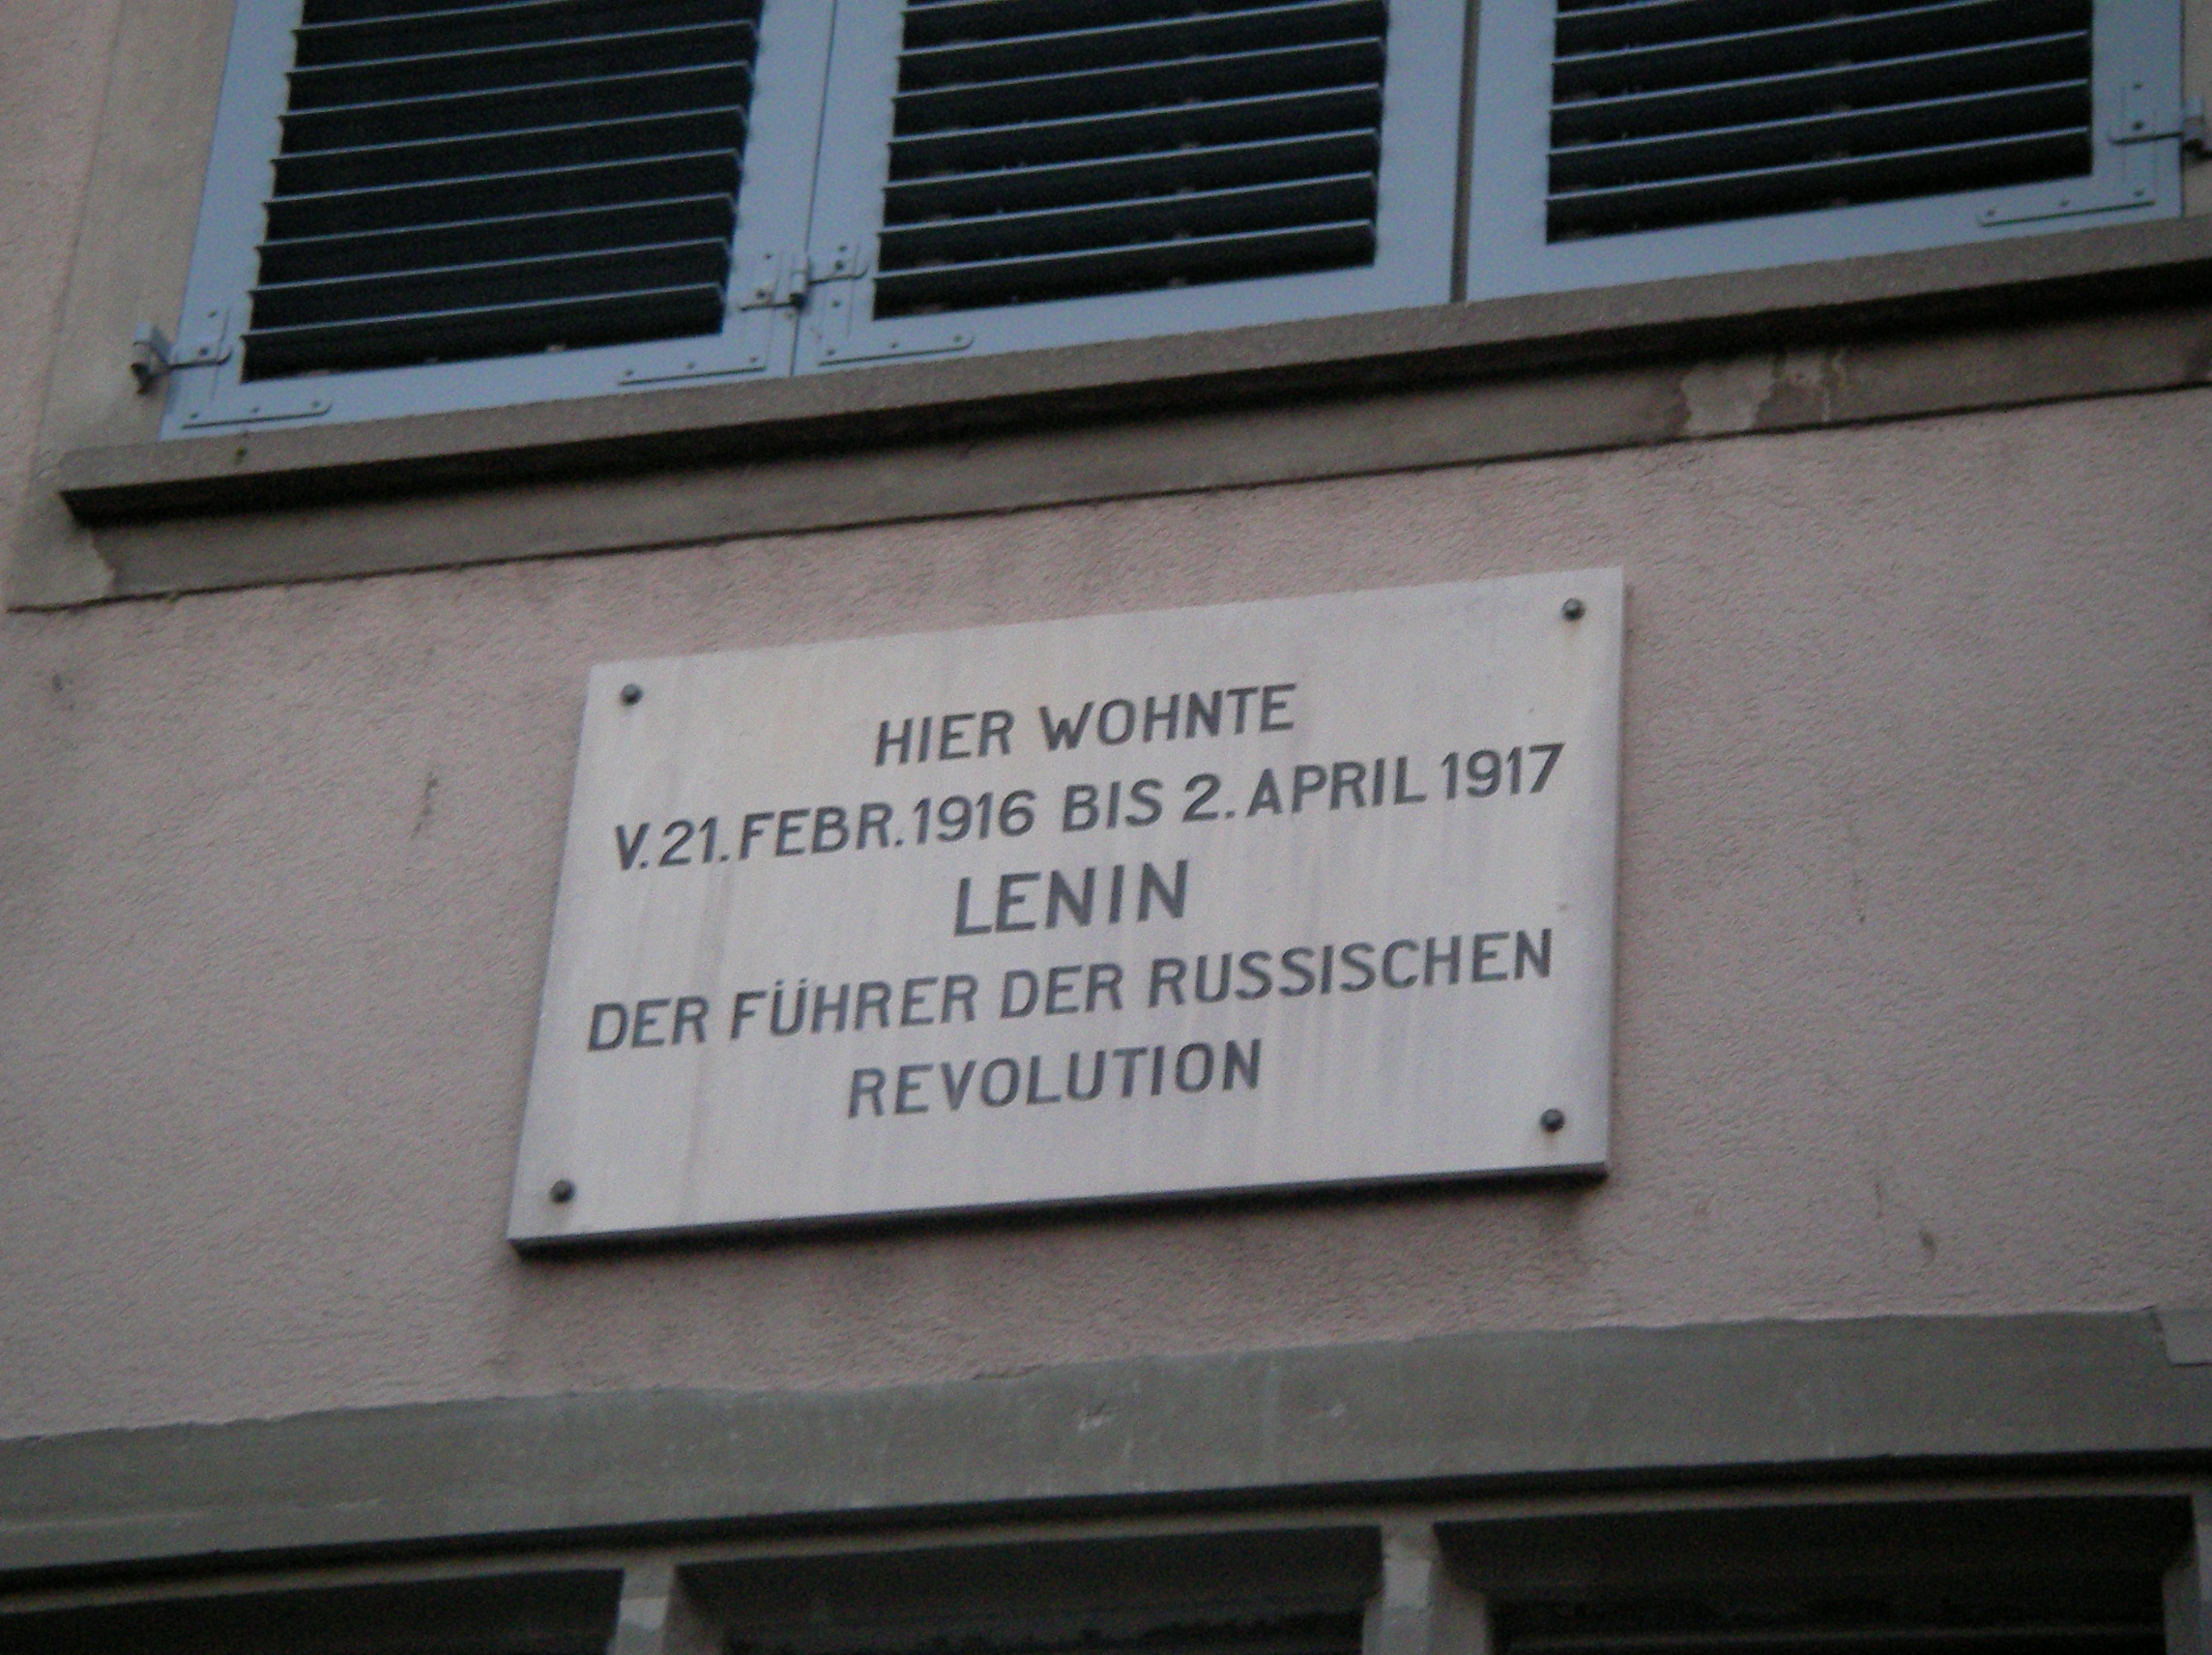 HIER WOHNTE
V. 21. FEBR. 1916 BIS 2. APRIL 1917
LENIN
DER FÜHRER DER RUSSISCHEN
REVOLUTION